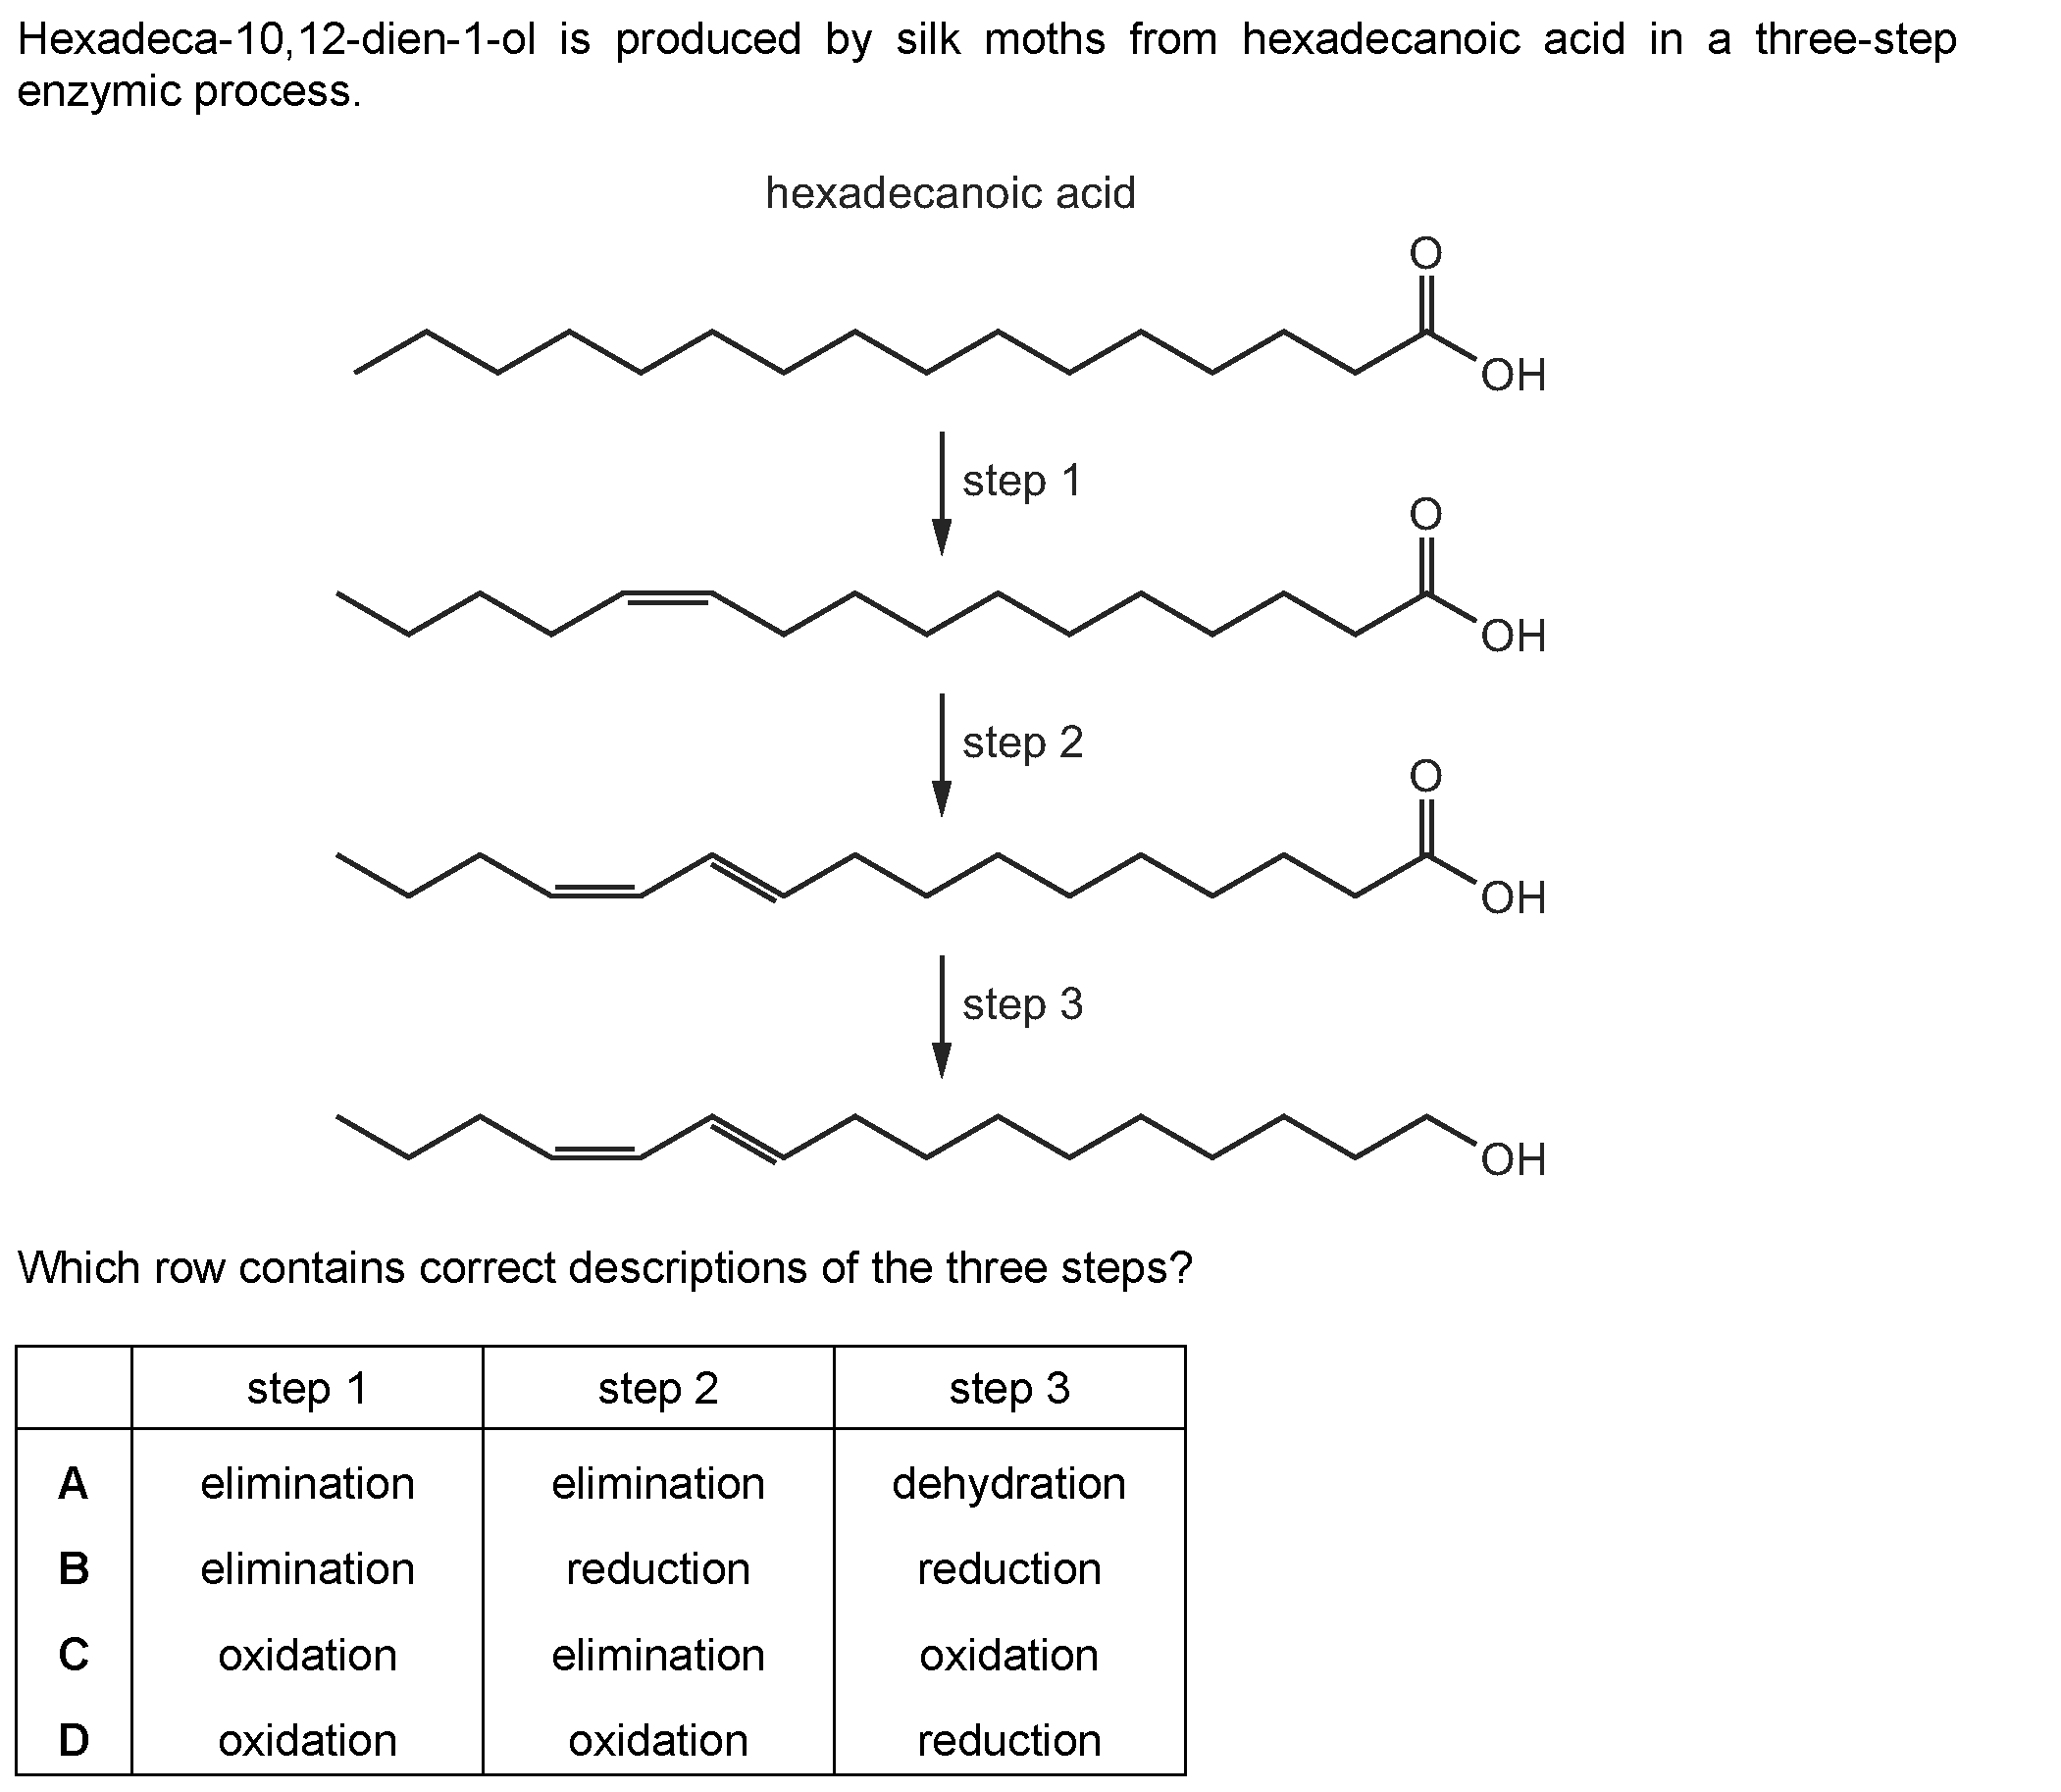 Hexadeca-10,12-dien-1-ol is produced by silk moths from hexadecanoic acid in a three-step
enzymic process.
hexadecanoic acid
O
OH
step 1
O
OH
step 2
O
OH
step 3
OH
Which row contains correct descriptions of the three steps?
step 1 step 2 step 3
A elimination elimination dehydration
B elimination reduction reduction
C oxidation elimination oxidation
D oxidation oxidation reduction